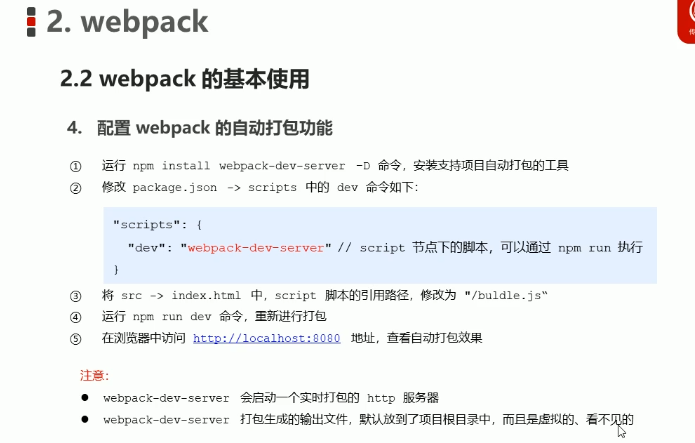 2. webpack
2.2 webpack 的基本使用
4. 配置 webpack 的自动打包功能
① 运行 npm install webpack-dev-server -D 命令，安装支持项目自动打包的工具
② 修改 package.json -> scripts 中的 dev 命令如下：
"scripts": {
"dev": "webpack-dev-server" // script 节点下的脚本，可以通过 npm run 执行
}
③ 将 src -> index.html 中，script 脚本的引用路径，修改为 "/buldle.js“
④ 运行 npm run dev 命令，重新进行打包
⑤ 在浏览器中访问 http://localhost:8080 地址，查看自动打包效果
注意：
● webpack-dev-server 会启动一个实时打包的 http 服务器
● webpack-dev-server 打包生成的输出文件，默认放到了项目根目录中，而且是虚拟的、看不见的